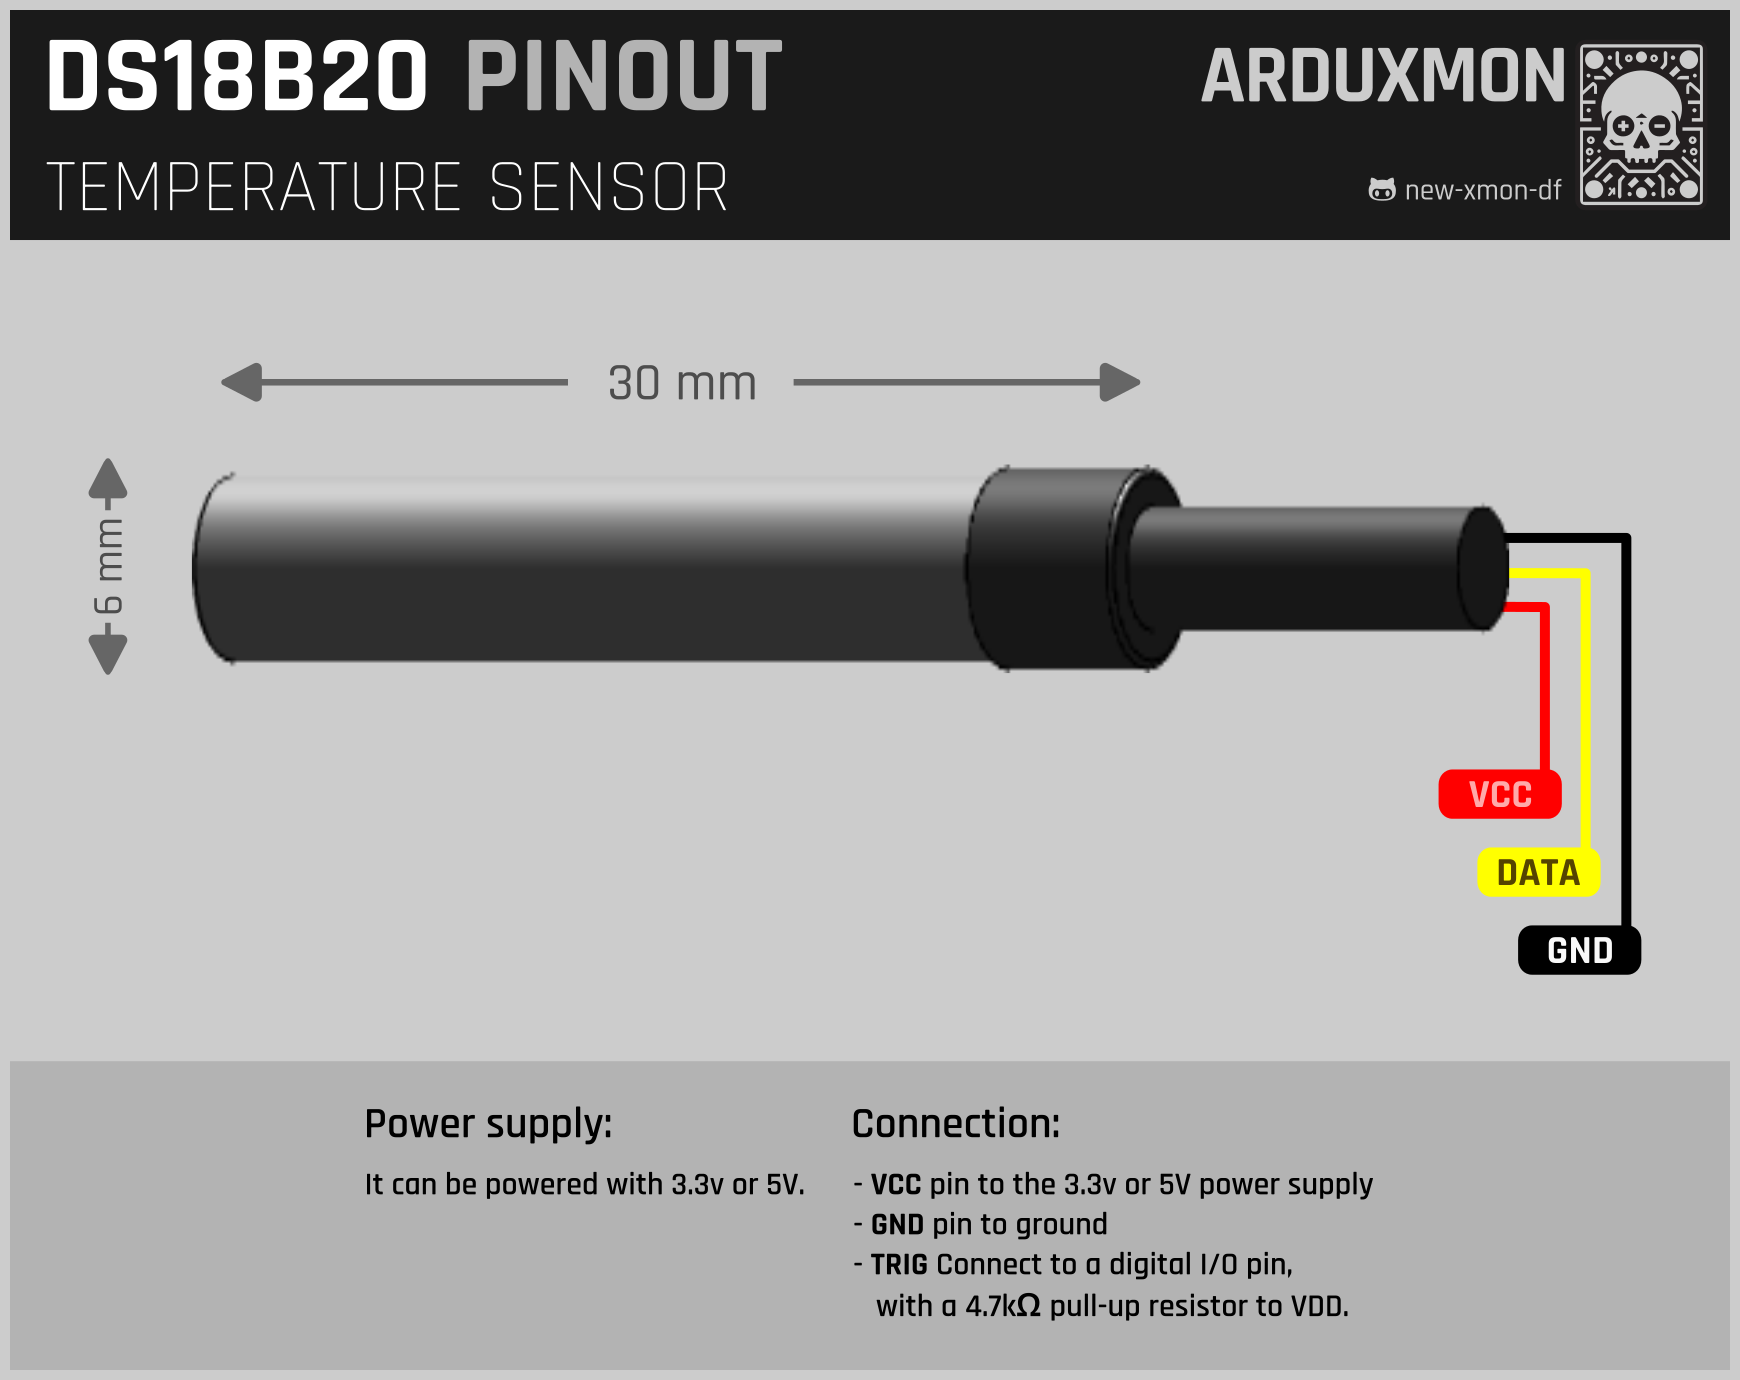 DS18B20 PINOUT
ARDUXMON
TEMPERATURE SENSOR
new-xmon-df
30 mm
6 mm
VCC
DATA
GND
Power supply:
It can be powered with 3.3v or 5V.
Connection:
- VCC pin to the 3.3v or 5V power supply
- GND pin to ground
- TRIG Connect to a digital I/O pin,
with a 4.7kΩ pull-up resistor to VDD.